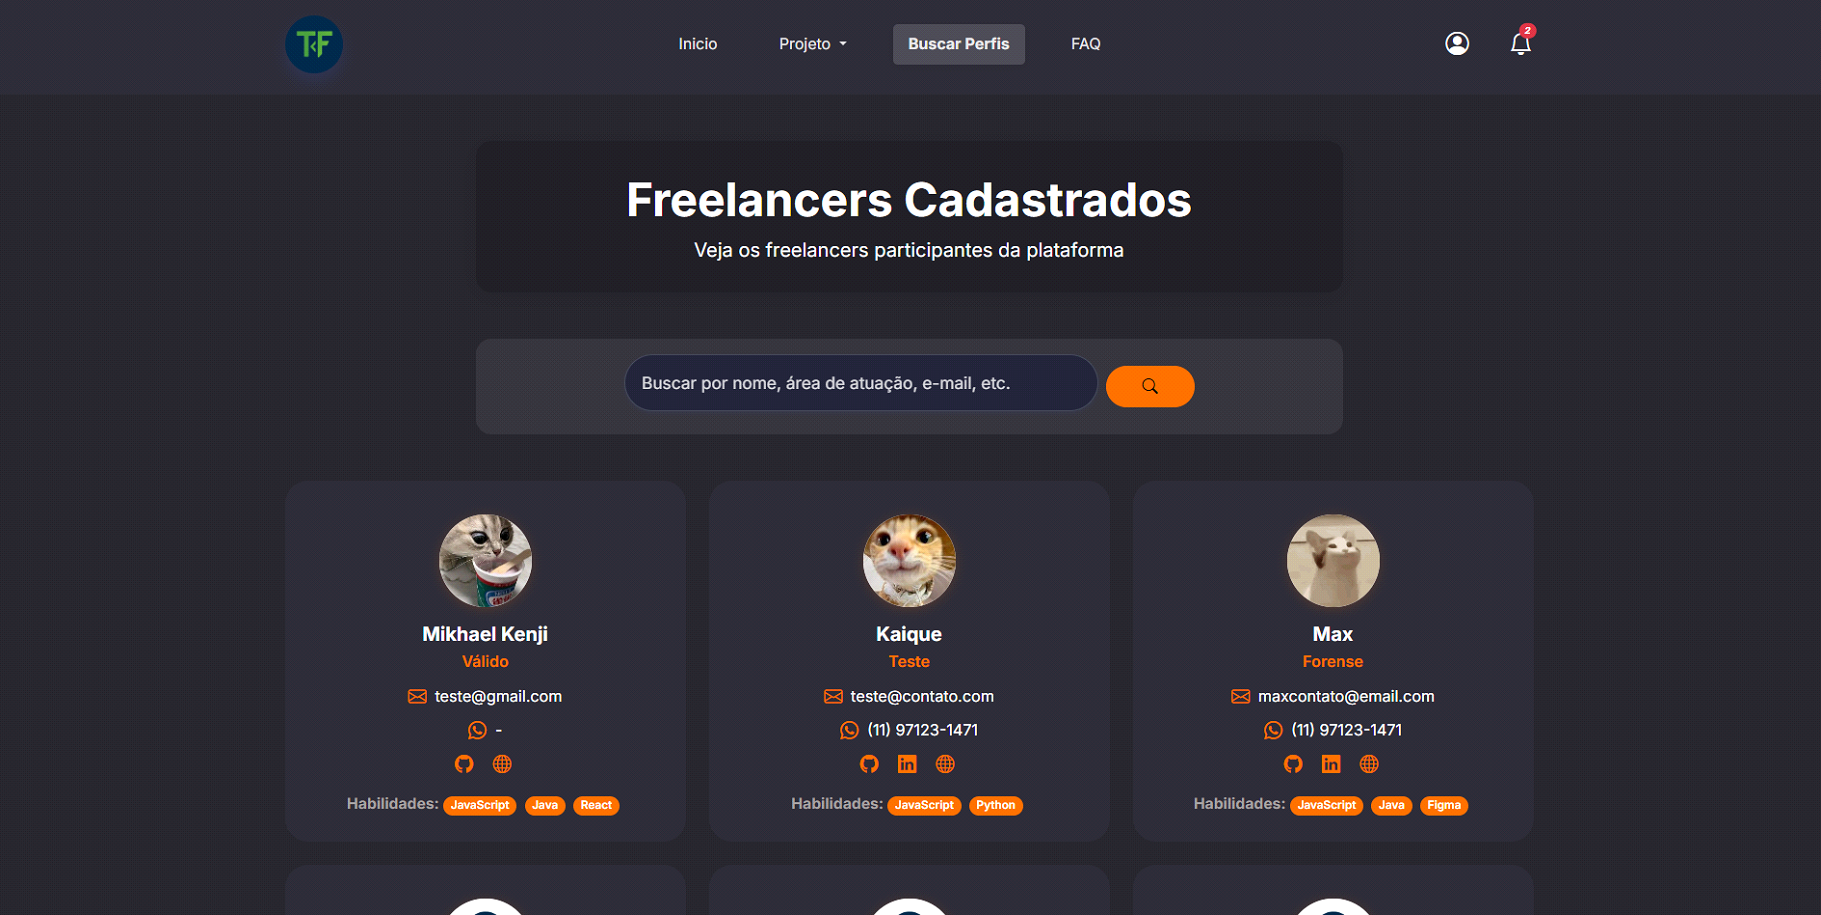 TKF
Inicio
Projeto
Buscar Perfis
FAQ
2
Freelancers Cadastrados
Veja os freelancers participantes da plataforma
Buscar por nome, área de atuação, e-mail, etc.
Mikhael Kenji
Válido
teste@gmail.com
-
Habilidades: JavaScript Java React
Kaique
Teste
teste@contato.com
(11) 97123-1471
Habilidades: JavaScript Python
Max
Forense
maxcontato@email.com
(11) 97123-1471
Habilidades: JavaScript Java Figma